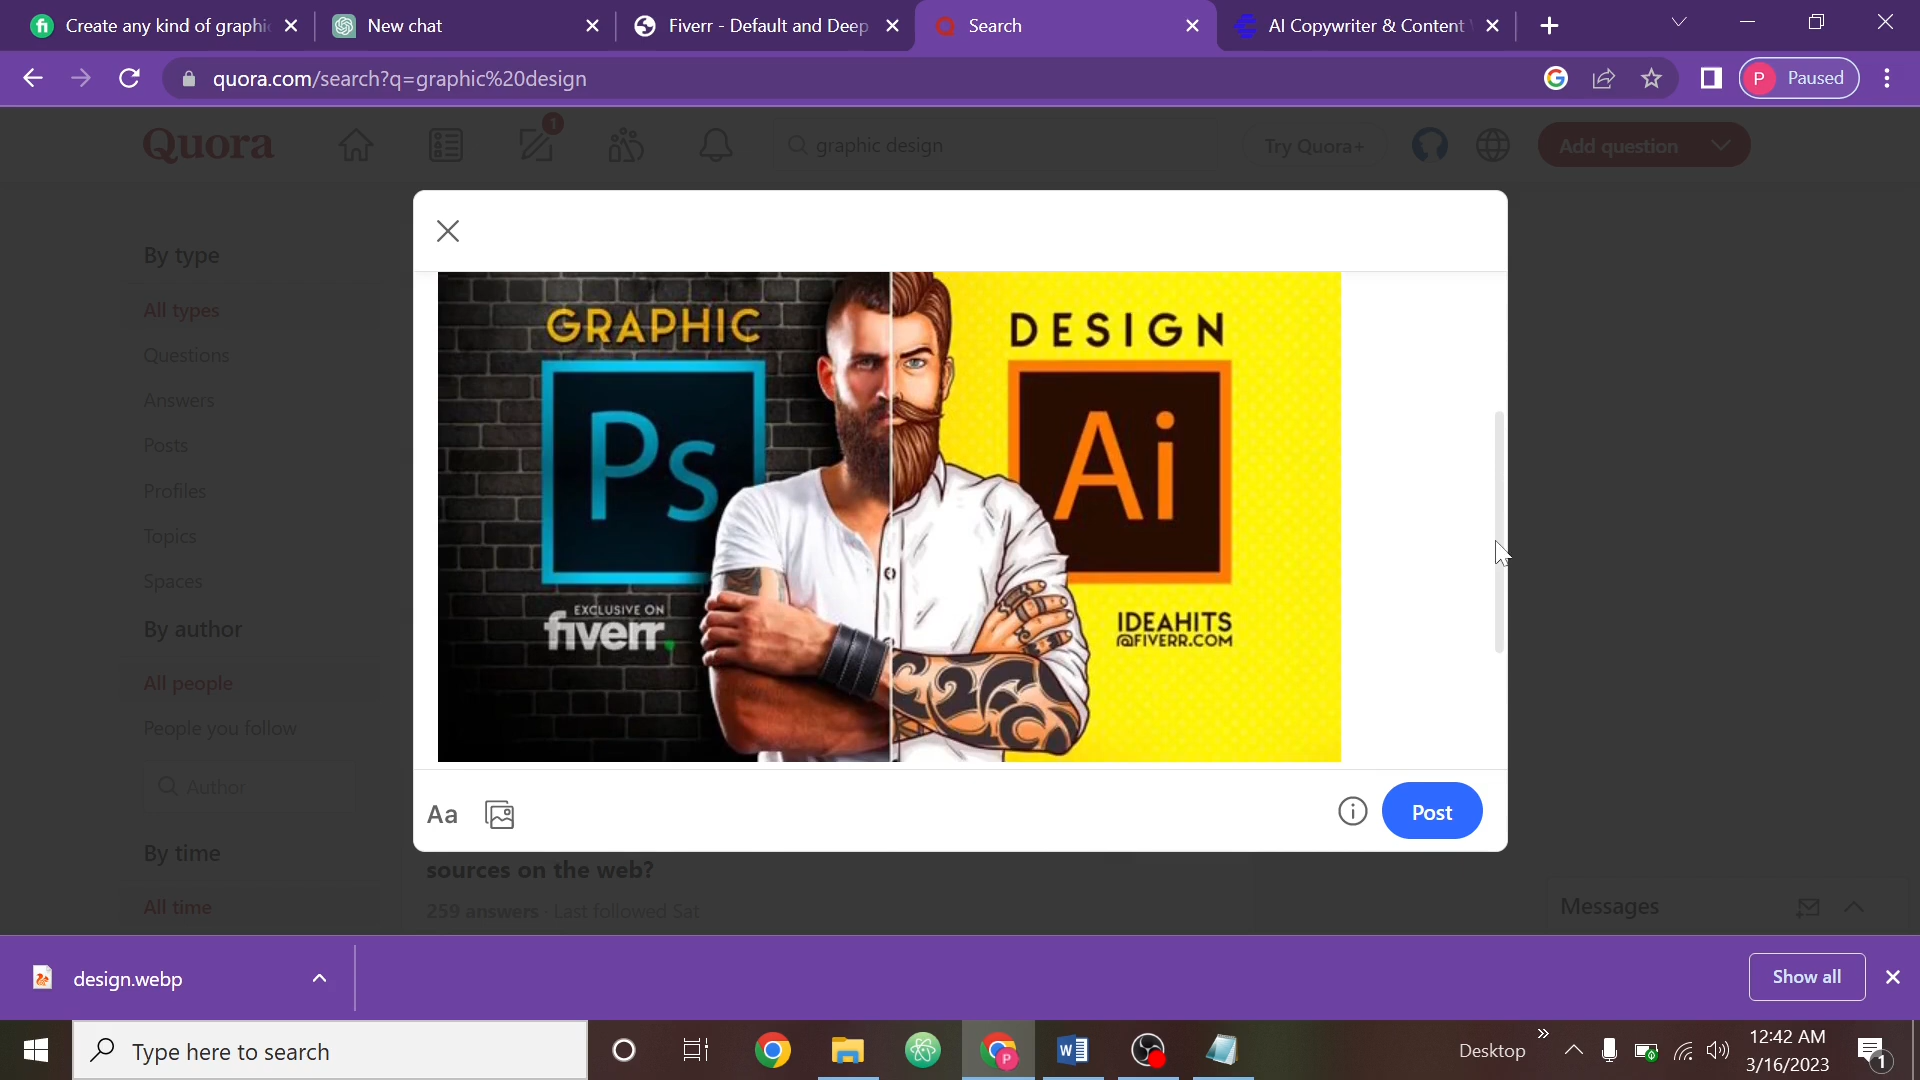 Create any kind of graphi
New chat
Fiverr - Default and Deep
Search
AI Copywriter & Content
quora.com/search?q=graphic%20design
P
Paused
Quora
1
graphic design
Try Quora+
Add question
By type
All types
Questions
Answers
Posts
Profiles
Topics
Spaces
By author
All people
People you follow
Author
By time
All time
GRAPHIC
DESIGN
Ps
Ai
EXCLUSIVE ON
fiverr.
IDEAHITS
@FIVERR.COM
Aa
Post
sources on the web?
259 answers · Last followed Sat
Messages
design.webp
Show all
Type here to search
Desktop
12:42 AM
3/16/2023
1